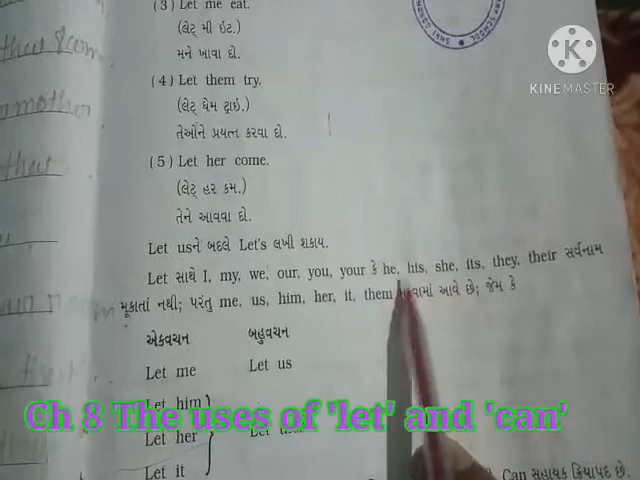 (3) Let me eat.
(લેટ્ મી ઇટ.)
મને ખાવા દો.
(4) Let them try.
(લેટ્ ધેમ ટ્રાઇ.)
તેઓને પ્રયત્ન કરવા દો.
(5) Let her come.
(લેટ્ હર કમ.)
તેને આવવા દો.
Let usને બદલે Let's લખી શકાય.
Let સાથે I, my, we, our, you, your કે he, his, she, its, they, their સર્વનામ
મૂકાતાં નથી; પરંતુ me, us, him, her, it, them આવે છે; જેમ કે
એકવચન બહુવચન
Let me Let us
Let him
Ch 8 The uses of 'let' and 'can'
Let her Let
Let it
Can સહાયક ક્રિયાપદ છે.
KINEMASTER